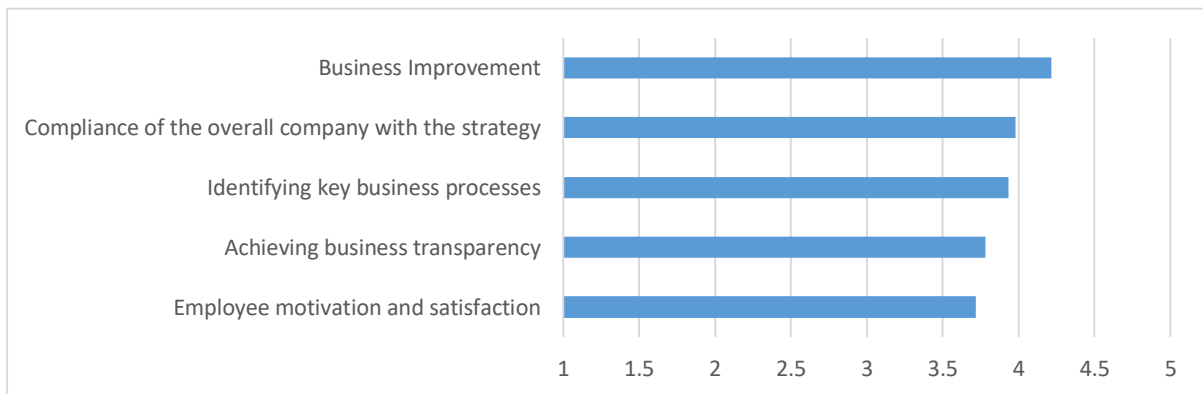 Business Improvement
Compliance of the overall company with the strategy
Identifying key business processes
Achieving business transparency
Employee motivation and satisfaction
1 1.5 2 2.5 3 3.5 4 4.5 5